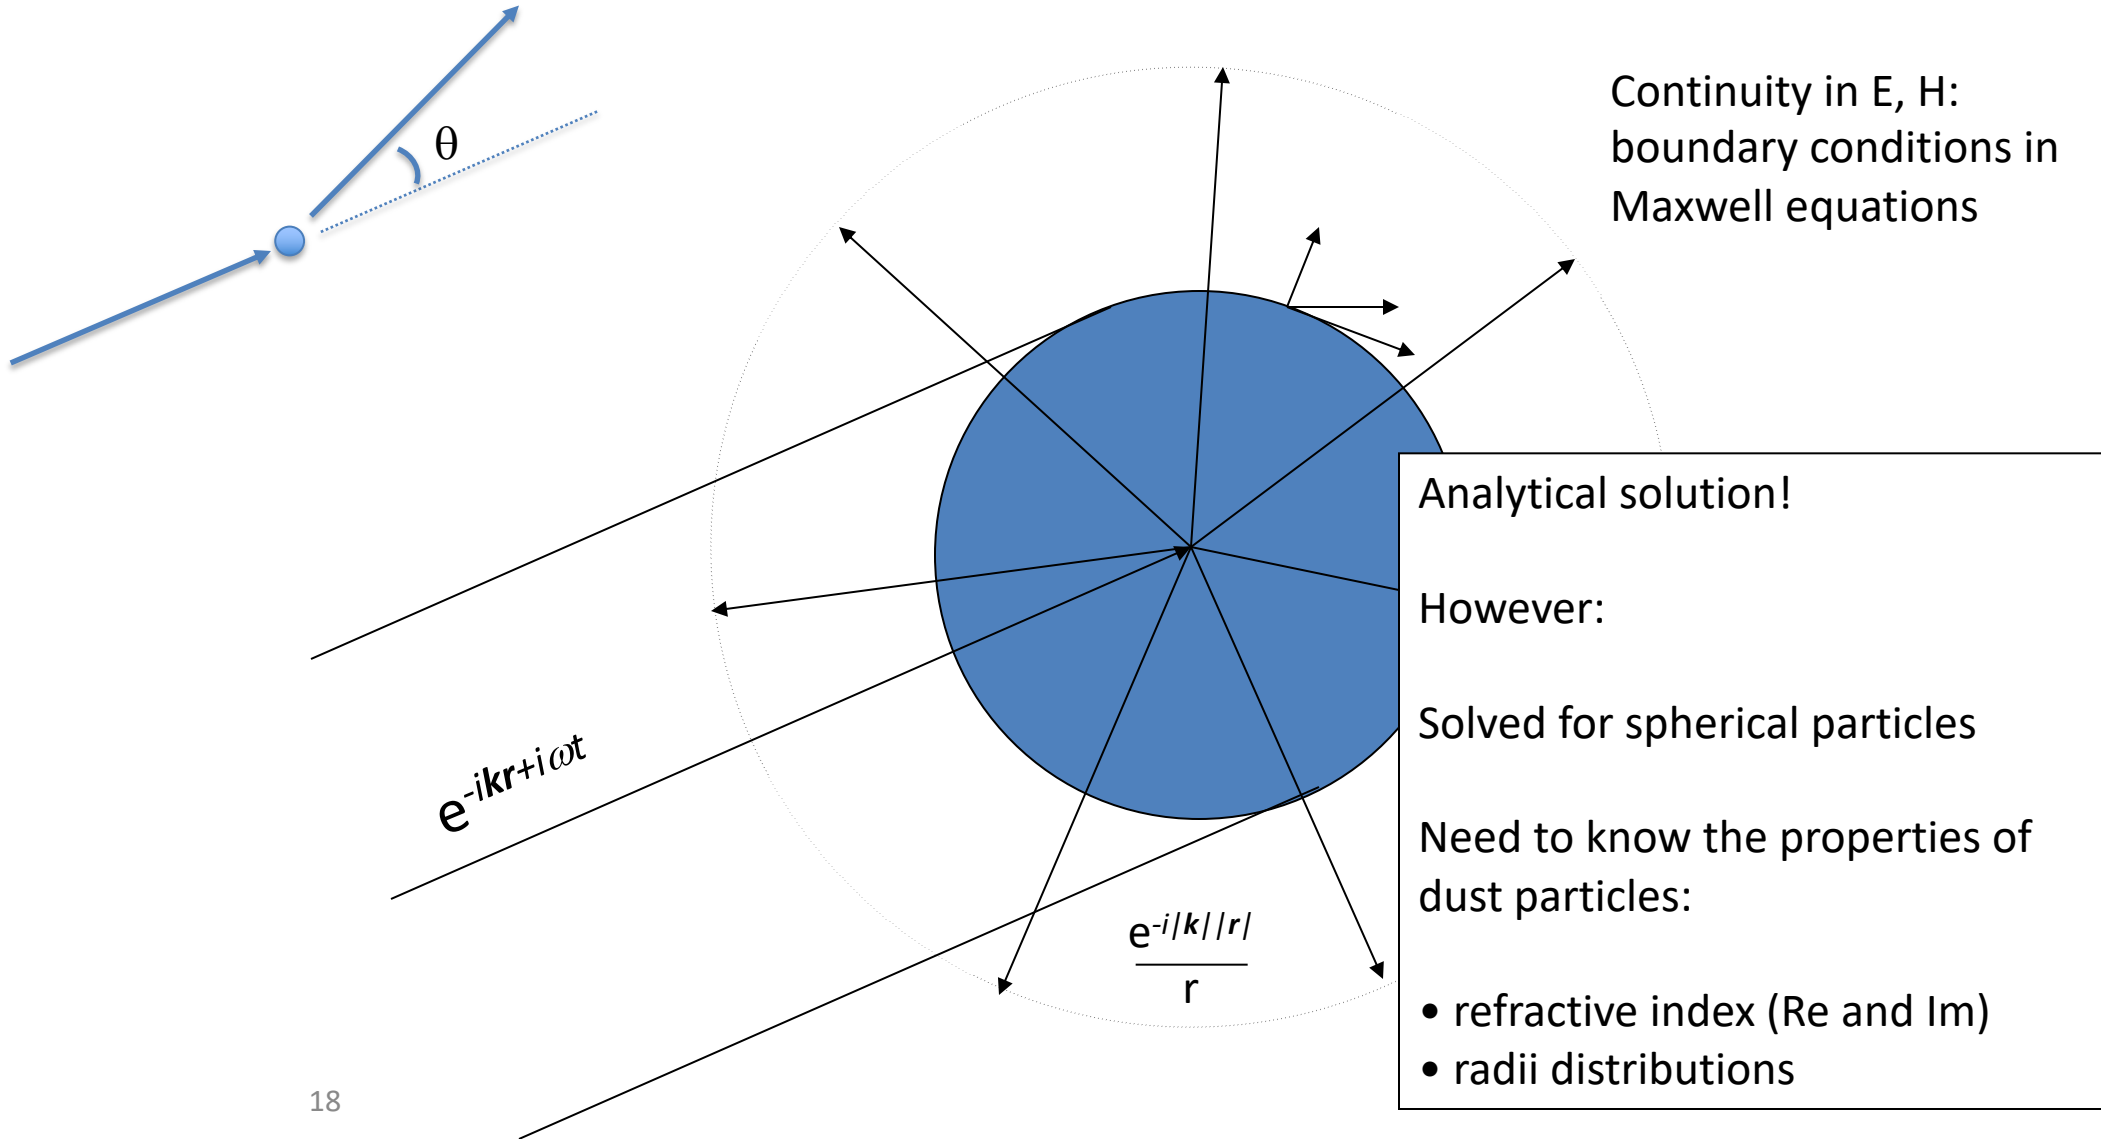 θ
Continuity in E, H:
boundary conditions in
Maxwell equations
e^-ikr+iωt
e^-i|k||r|
r
Analytical solution!
However:
Solved for spherical particles
Need to know the properties of
dust particles:
• refractive index (Re and Im)
• radii distributions
18